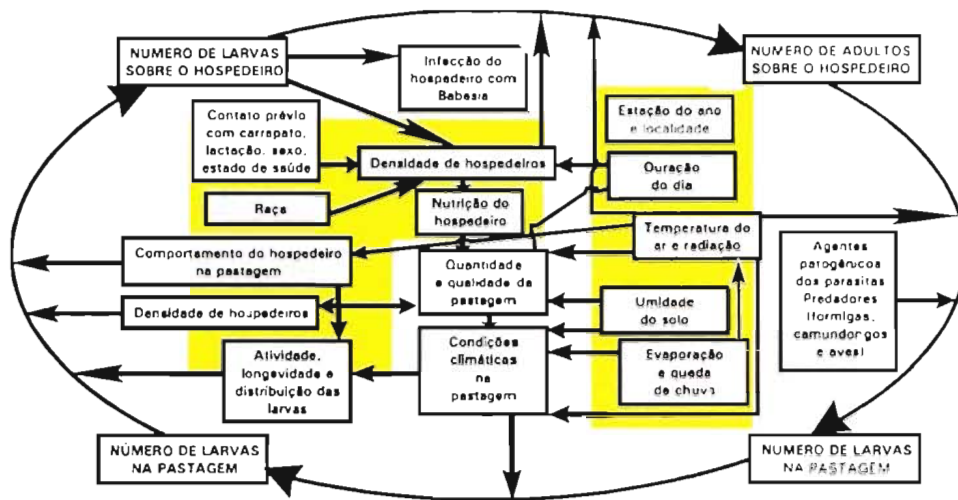 NUMERO DE LARVAS
SOBRE O HOSPEDEIRO
Infecção do
hospedeiro com
Babesia
NUMERO DE ADULTOS
SOBRE O HOSPEDEIRO
Contato prévio
com carrapato,
lactação, sexo,
estado de saúde
Densidade de hospedeiros
Estação do ano
e localidade
Ouração
do dia
Raça
Nutrição do
hospedeiro
Temperatura do
ar e radiação
Comportamento do hospedeiro
na pastagem
Quantidade
e qualidade da
pastagem
Agentes
patogênicos
dos parasitas
Predadores
(formigas,
camundongos
e aves)
Densidade de houpedeiros
Umidade
do solo
Atividade,
longevidade e
distribuição das
larvas
Condições
climáticas
na
pastagem
Evaporação
e queda
de chuva
NÚMERO DE LARVAS
NA PASTAGEM
NUMERO DE LARVAS
NA PASTAGEM